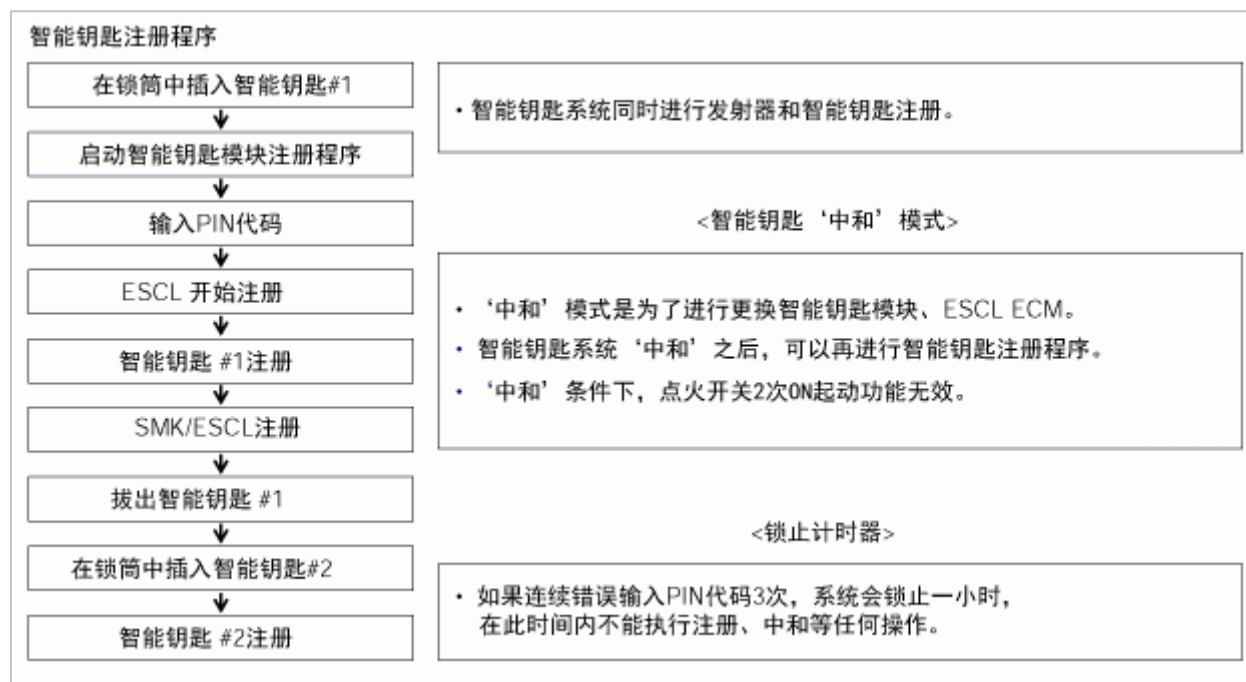 智能钥匙注册程序
在锁筒中插入智能钥匙#1
启动智能钥匙模块注册程序
输入PIN代码
ESCL 开始注册
智能钥匙 #1注册
SMK/ESCL注册
拔出智能钥匙 #1
在锁筒中插入智能钥匙#2
智能钥匙 #2注册
・智能钥匙系统同时进行发射器和智能钥匙注册。
<智能钥匙‘中和’模式>
・‘中和’模式是为了进行更换智能钥匙模块、ESCL ECM。
・智能钥匙系统‘中和’之后，可以再进行智能钥匙注册程序。
・‘中和’条件下，点火开关2次ON起动功能无效。
<锁止计时器>
・如果连续错误输入PIN代码3次，系统会锁止一小时，
在此时间内不能执行注册、中和等任何操作。